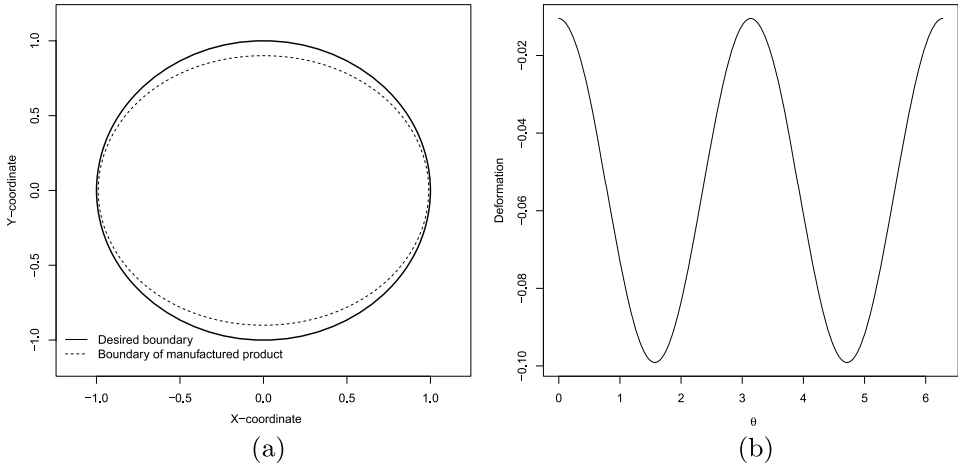 1.0
0.5
0.0
−0.5
−1.0
Y−coordinate
Desired boundary
Boundary of manufactured product
−1.0 −0.5 0.0 0.5 1.0
X−coordinate
(a)
−0.02
−0.04
−0.06
−0.08
−0.10
Deformation
0 1 2 3 4 5 6
θ
(b)